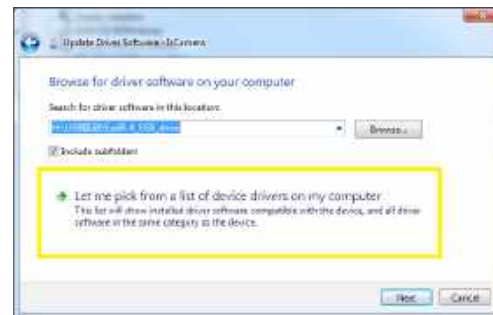 Update Driver Software - IrCamera
Browse for driver software on your computer
Search for driver software in this location:
Browse...
Include subfolders
Let me pick from a list of device drivers on my computer
This list will show installed driver software compatible with the device, and all driver
software in the same category as the device.
Next Cancel